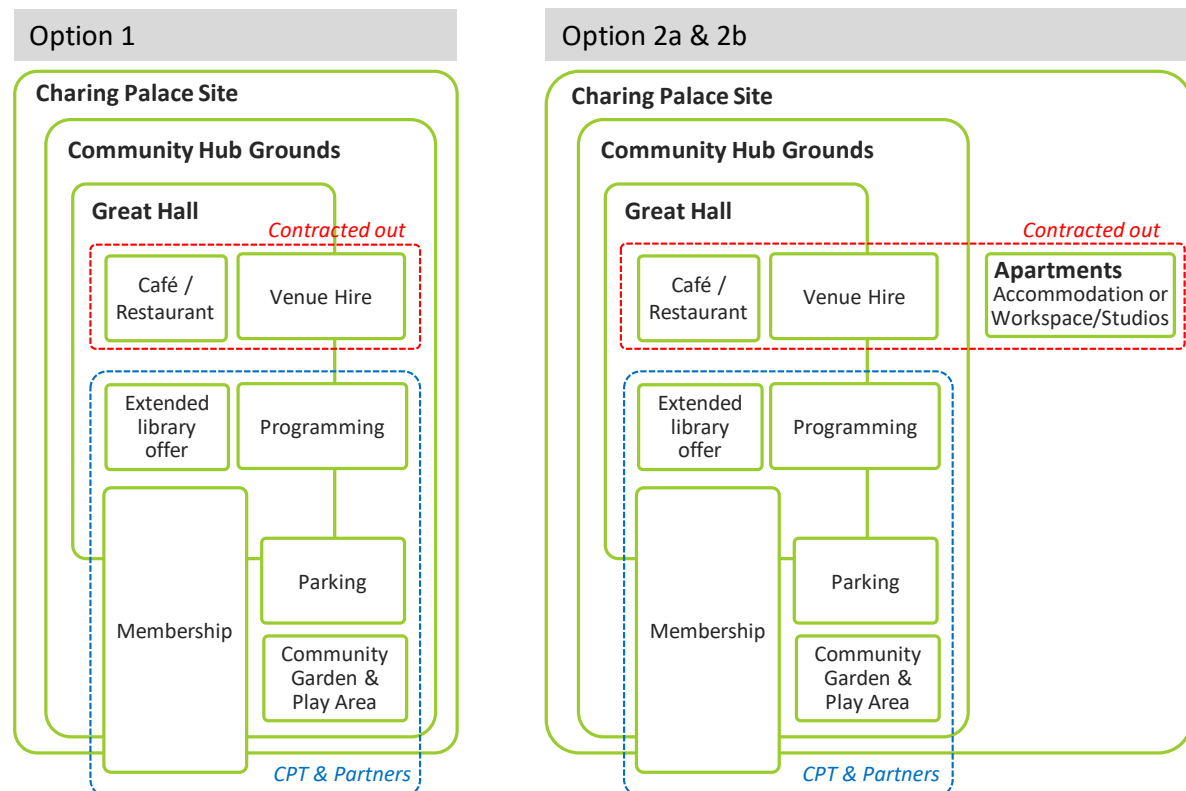 Option 1
Charing Palace Site
Community Hub Grounds
Great Hall
Contracted out
Café /
Restaurant
Venue Hire
Extended
library
offer
Programming
Membership
Parking
Community
Garden &
Play Area
CPT & Partners
Option 2a & 2b
Charing Palace Site
Community Hub Grounds
Great Hall
Contracted out
Café /
Restaurant
Venue Hire
Apartments
Accommodation or
Workspace/Studios
Extended
library
offer
Programming
Membership
Parking
Community
Garden &
Play Area
CPT & Partners